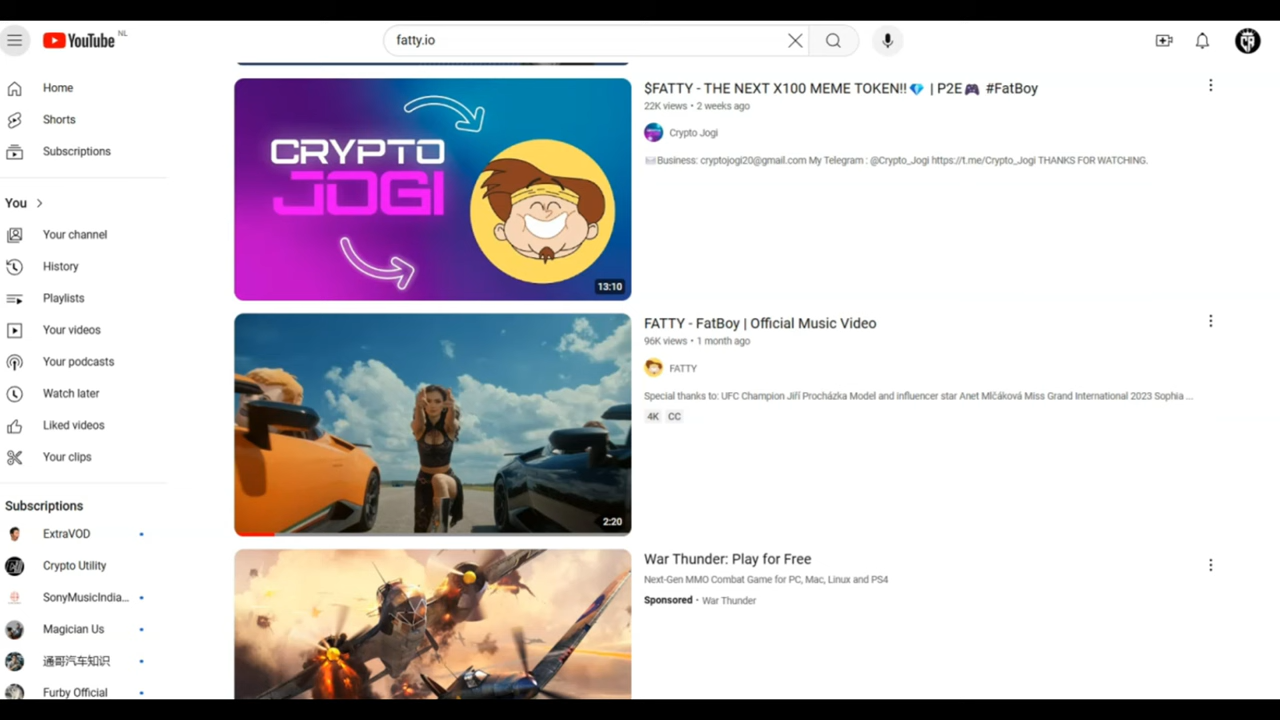 YouTube NL
fatty.io
Home
Shorts
Subscriptions
You
Your channel
History
Playlists
Your videos
Your podcasts
Watch later
Liked videos
Your clips
Subscriptions
ExtraVOD
Crypto Utility
SonyMusicIndia...
Magician Us
通哥汽车知识
Furby Official
CRYPTO
JOGI
13:10
$FATTY - THE NEXT X100 MEME TOKEN!!💎 | P2E🎮 #FatBoy
22K views • 2 weeks ago
Crypto Jogi
📨Business: cryptojogi20@gmail.com My Telegram : @Crypto_Jogi https://t.me/Crypto_Jogi THANKS FOR WATCHING.
2:20
FATTY - FatBoy | Official Music Video
96K views • 1 month ago
FATTY
Special thanks to: UFC Champion Jiří Procházka Model and influencer star Anet Mlčáková Miss Grand International 2023 Sophia ...
4K CC
War Thunder: Play for Free
Next-Gen MMO Combat Game for PC, Mac, Linux and PS4
Sponsored · War Thunder